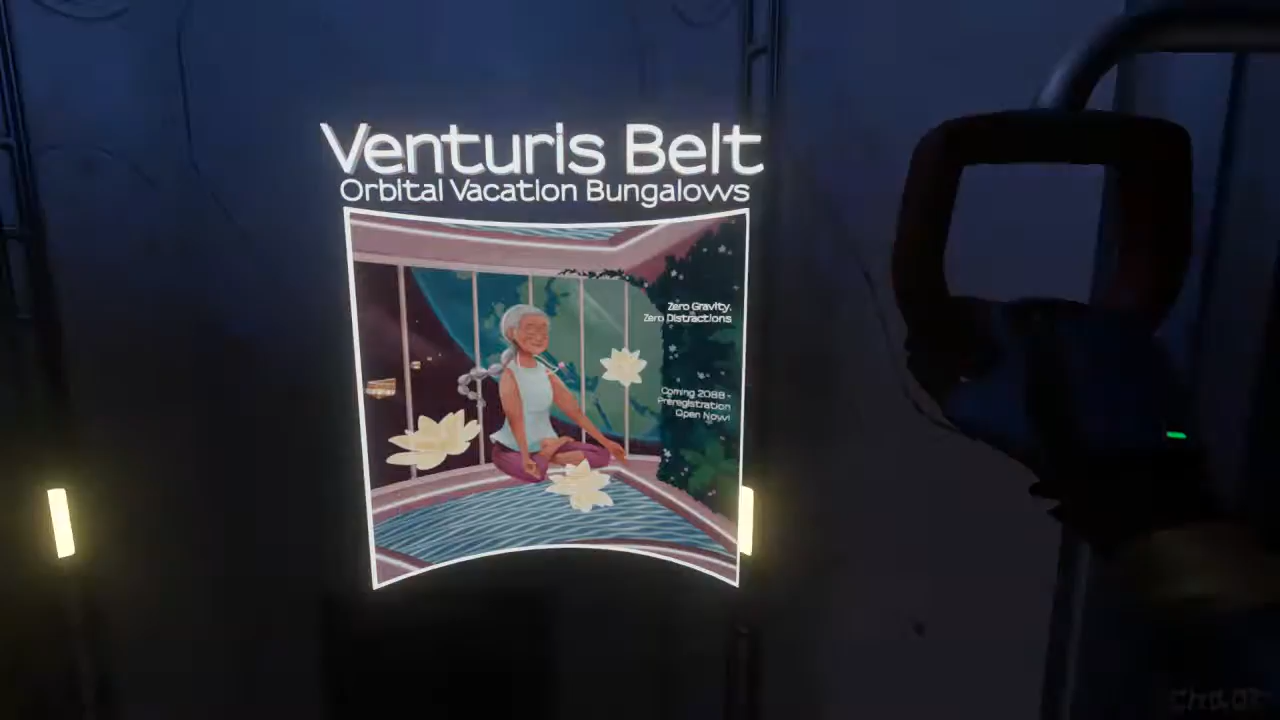 Venturis Belt
Orbital Vacation Bungalows
Zero Gravity.
Zero Distractions
Coming 2088 -
Preregistration
Open Now!